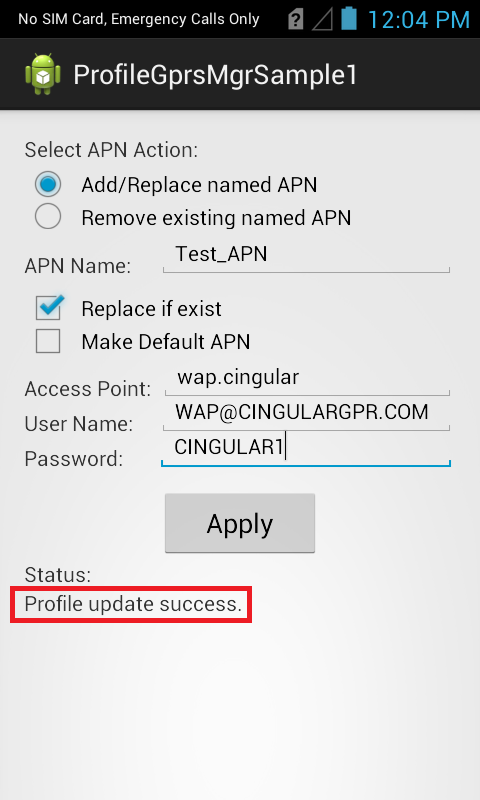 No SIM Card, Emergency Calls Only 12:04 PM
ProfileGprsMgrSample1
Select APN Action:
Add/Replace named APN
Remove existing named APN
APN Name: Test_APN
Replace if exist
Make Default APN
Access Point: wap.cingular
User Name: WAP@CINGULARGPR.COM
Password: CINGULAR1
Apply
Status:
Profile update success.